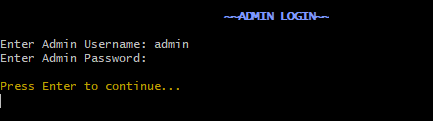 ~~ADMIN LOGIN~~
Enter Admin Username: admin
Enter Admin Password:
Press Enter to continue...